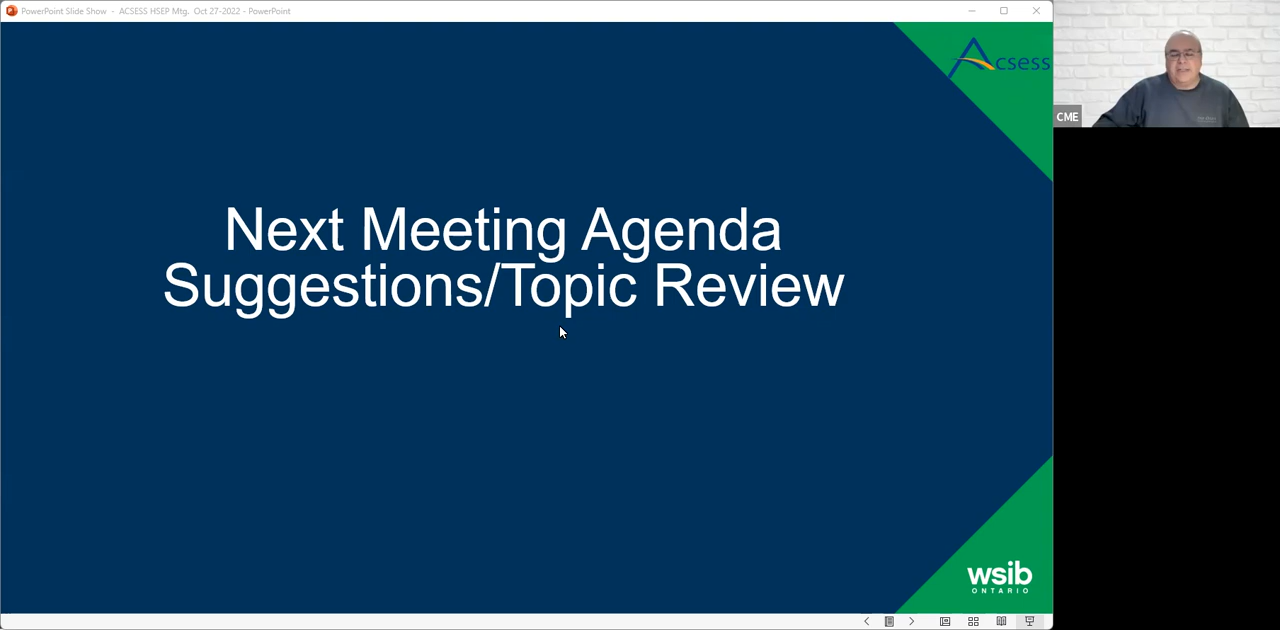 PowerPoint Slide Show - ACSESS HSEP Mtg. Oct 27-2022 - PowerPoint
Acsess
CME
Next Meeting Agenda
Suggestions/Topic Review
wsib
ONTARIO